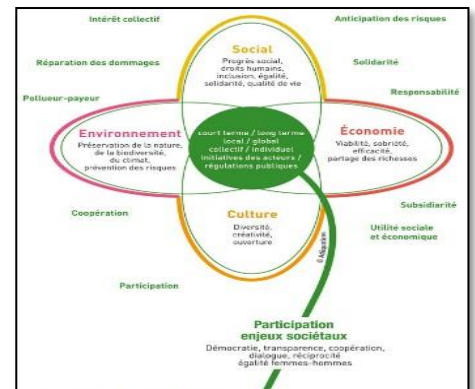 Intérêt collectif
Anticipation des risques
Social
Progrès social,
droits humains,
inclusion, égalité,
solidarité, qualité de vie
Réparation des dommages
Solidarité
Pollueur-payeur
Responsabilité
Environnement
Préservation de la nature,
de la biodiversité,
du climat,
prévention des risques
court terme / long terme
local / global
collectif / individuel
initiatives des acteurs /
régulations publiques
Économie
Viabilité, sobriété,
efficacité,
partage des richesses
Coopération
Culture
Diversité,
créativité,
ouverture
Subsidiarité
Utilité sociale
et économique
Participation
© Adéquations
Participation
enjeux sociétaux
Démocratie, transparence, coopération,
dialogue, réciprocité
égalité femmes-hommes